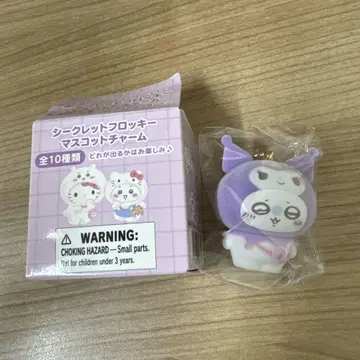 シークレットフロッキー
マスコットチャーム
全10種類
どれが出るかはお楽しみ♪
WARNING:
CHOKING HAZARD — Small parts.
Not for children under 3 years.